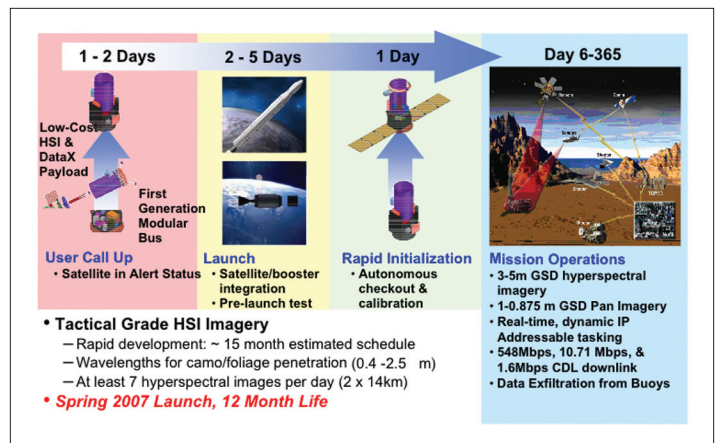 1 - 2 Days
2 - 5 Days
1 Day
Day 6-365
Low-Cost
HSI &
DataX
Payload
First
Generation
Modular
Bus
User Call Up
• Satellite in Alert Status
Launch
• Satellite/booster
integration
• Pre-launch test
Rapid Initialization
• Autonomous
checkout &
calibration
Mission Operations
• 3-5m GSD hyperspectral
imagery
• 1-0.875 m GSD Pan Imagery
• Real-time, dynamic IP
Addressable tasking
• 548Mbps, 10.71 Mbps, &
1.6Mbps CDL downlink
• Data Exfiltration from Buoys
• Tactical Grade HSI Imagery
– Rapid development: ~ 15 month estimated schedule
– Wavelengths for camo/foliage penetration (0.4 -2.5 m)
– At least 7 hyperspectral images per day (2 x 14km)
• Spring 2007 Launch, 12 Month Life